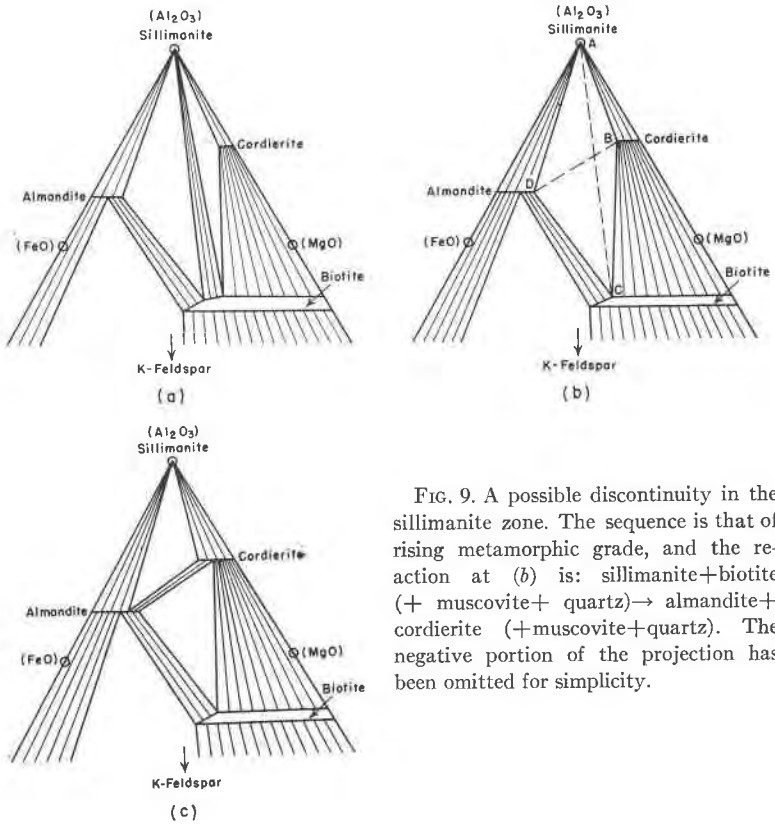 (Al2O3)
Sillimanite
Cordierite
Almandite
(FeO)
(MgO)
Biotite
K-Feldspar
(a)
(Al2O3)
Sillimanite
A
B
Cordierite
Almandite
D
(FeO)
(MgO)
Biotite
C
K-Feldspar
(b)
(Al2O3)
Sillimanite
Cordierite
Almandite
(FeO)
(MgO)
Biotite
K-Feldspar
(c)
FIG. 9. A possible discontinuity in the
sillimanite zone. The sequence is that of
rising metamorphic grade, and the re-
action at (b) is: sillimanite+biotite
(+ muscovite+ quartz)→ almandite+
cordierite (+muscovite+quartz). The
negative portion of the projection has
been omitted for simplicity.